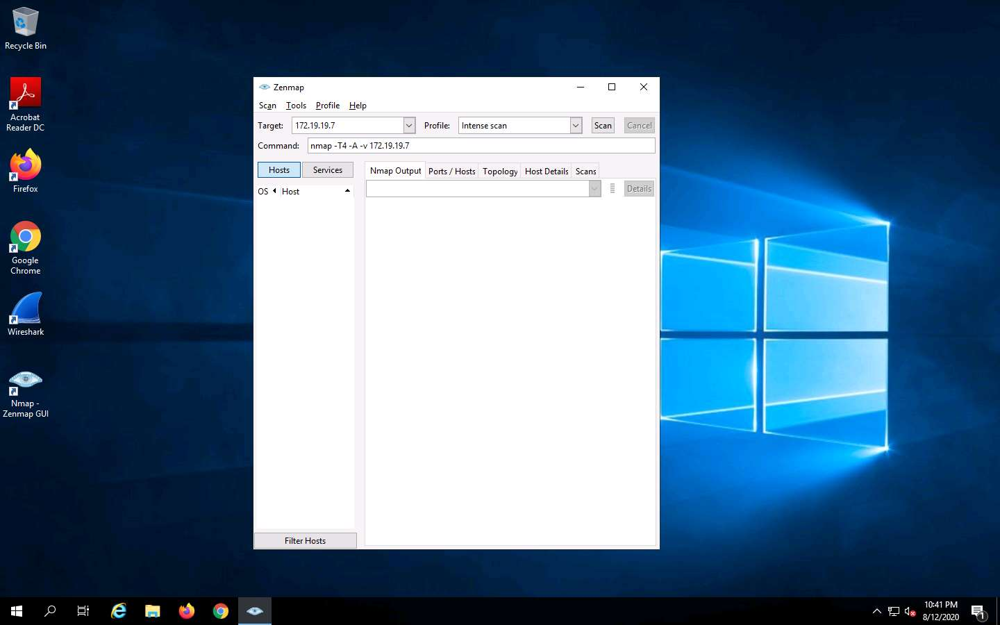 Recycle Bin
Acrobat
Reader DC
Firefox
Google
Chrome
Wireshark
Nmap -
Zenmap GUI
Zenmap
Scan Tools Profile Help
Target: 172.19.19.7 Profile: Intense scan Scan Cancel
Command: nmap -T4 -A -v 172.19.19.7
Hosts Services
Nmap Output Ports / Hosts Topology Host Details Scans
OS Host
Details
Filter Hosts
10:41 PM
8/12/2020
1